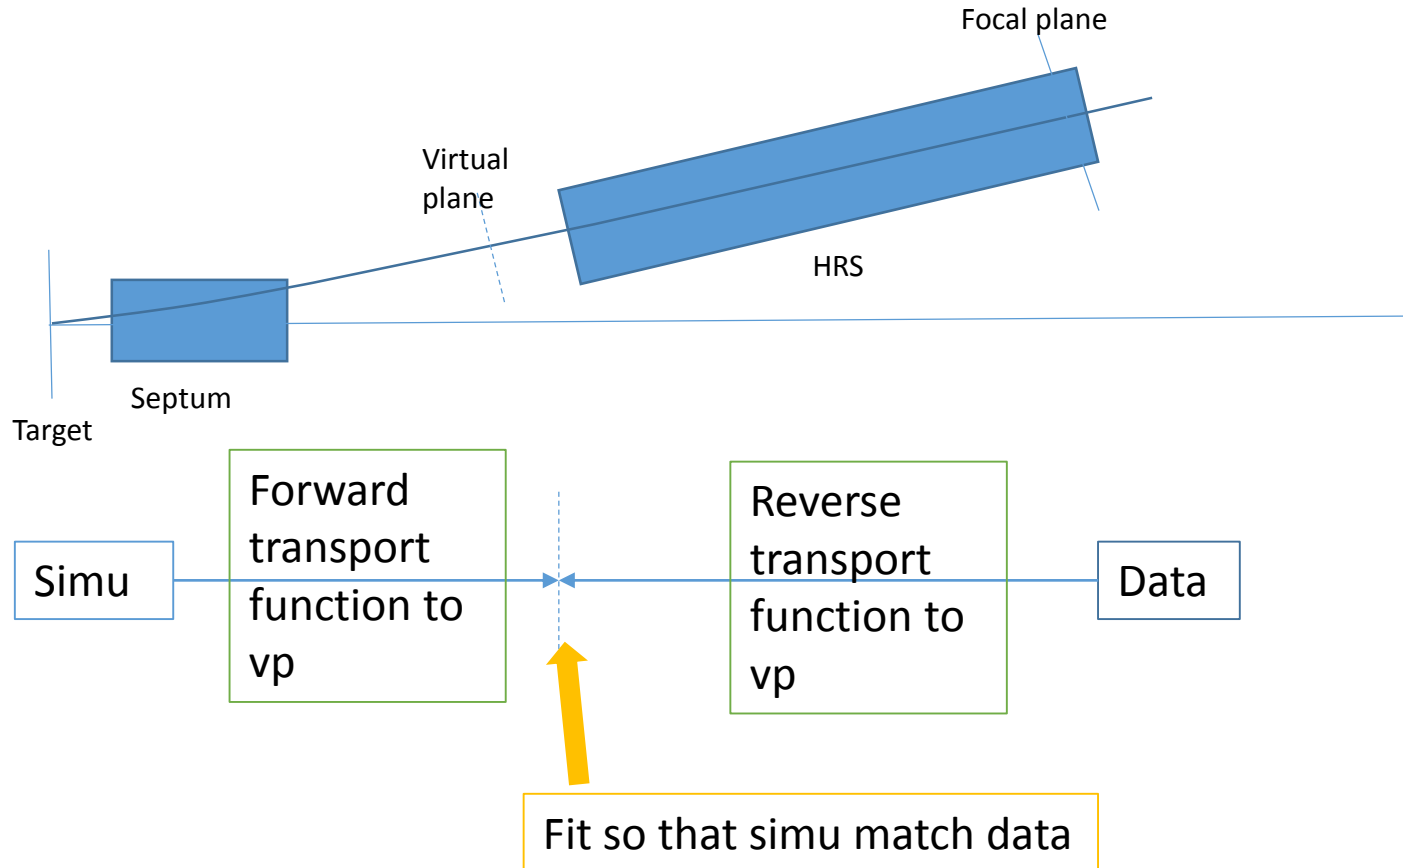 Focal plane
Virtual
plane
HRS
Septum
Target
Forward
transport
function to
vp
Reverse
transport
function to
vp
Simu
Data
Fit so that simu match data